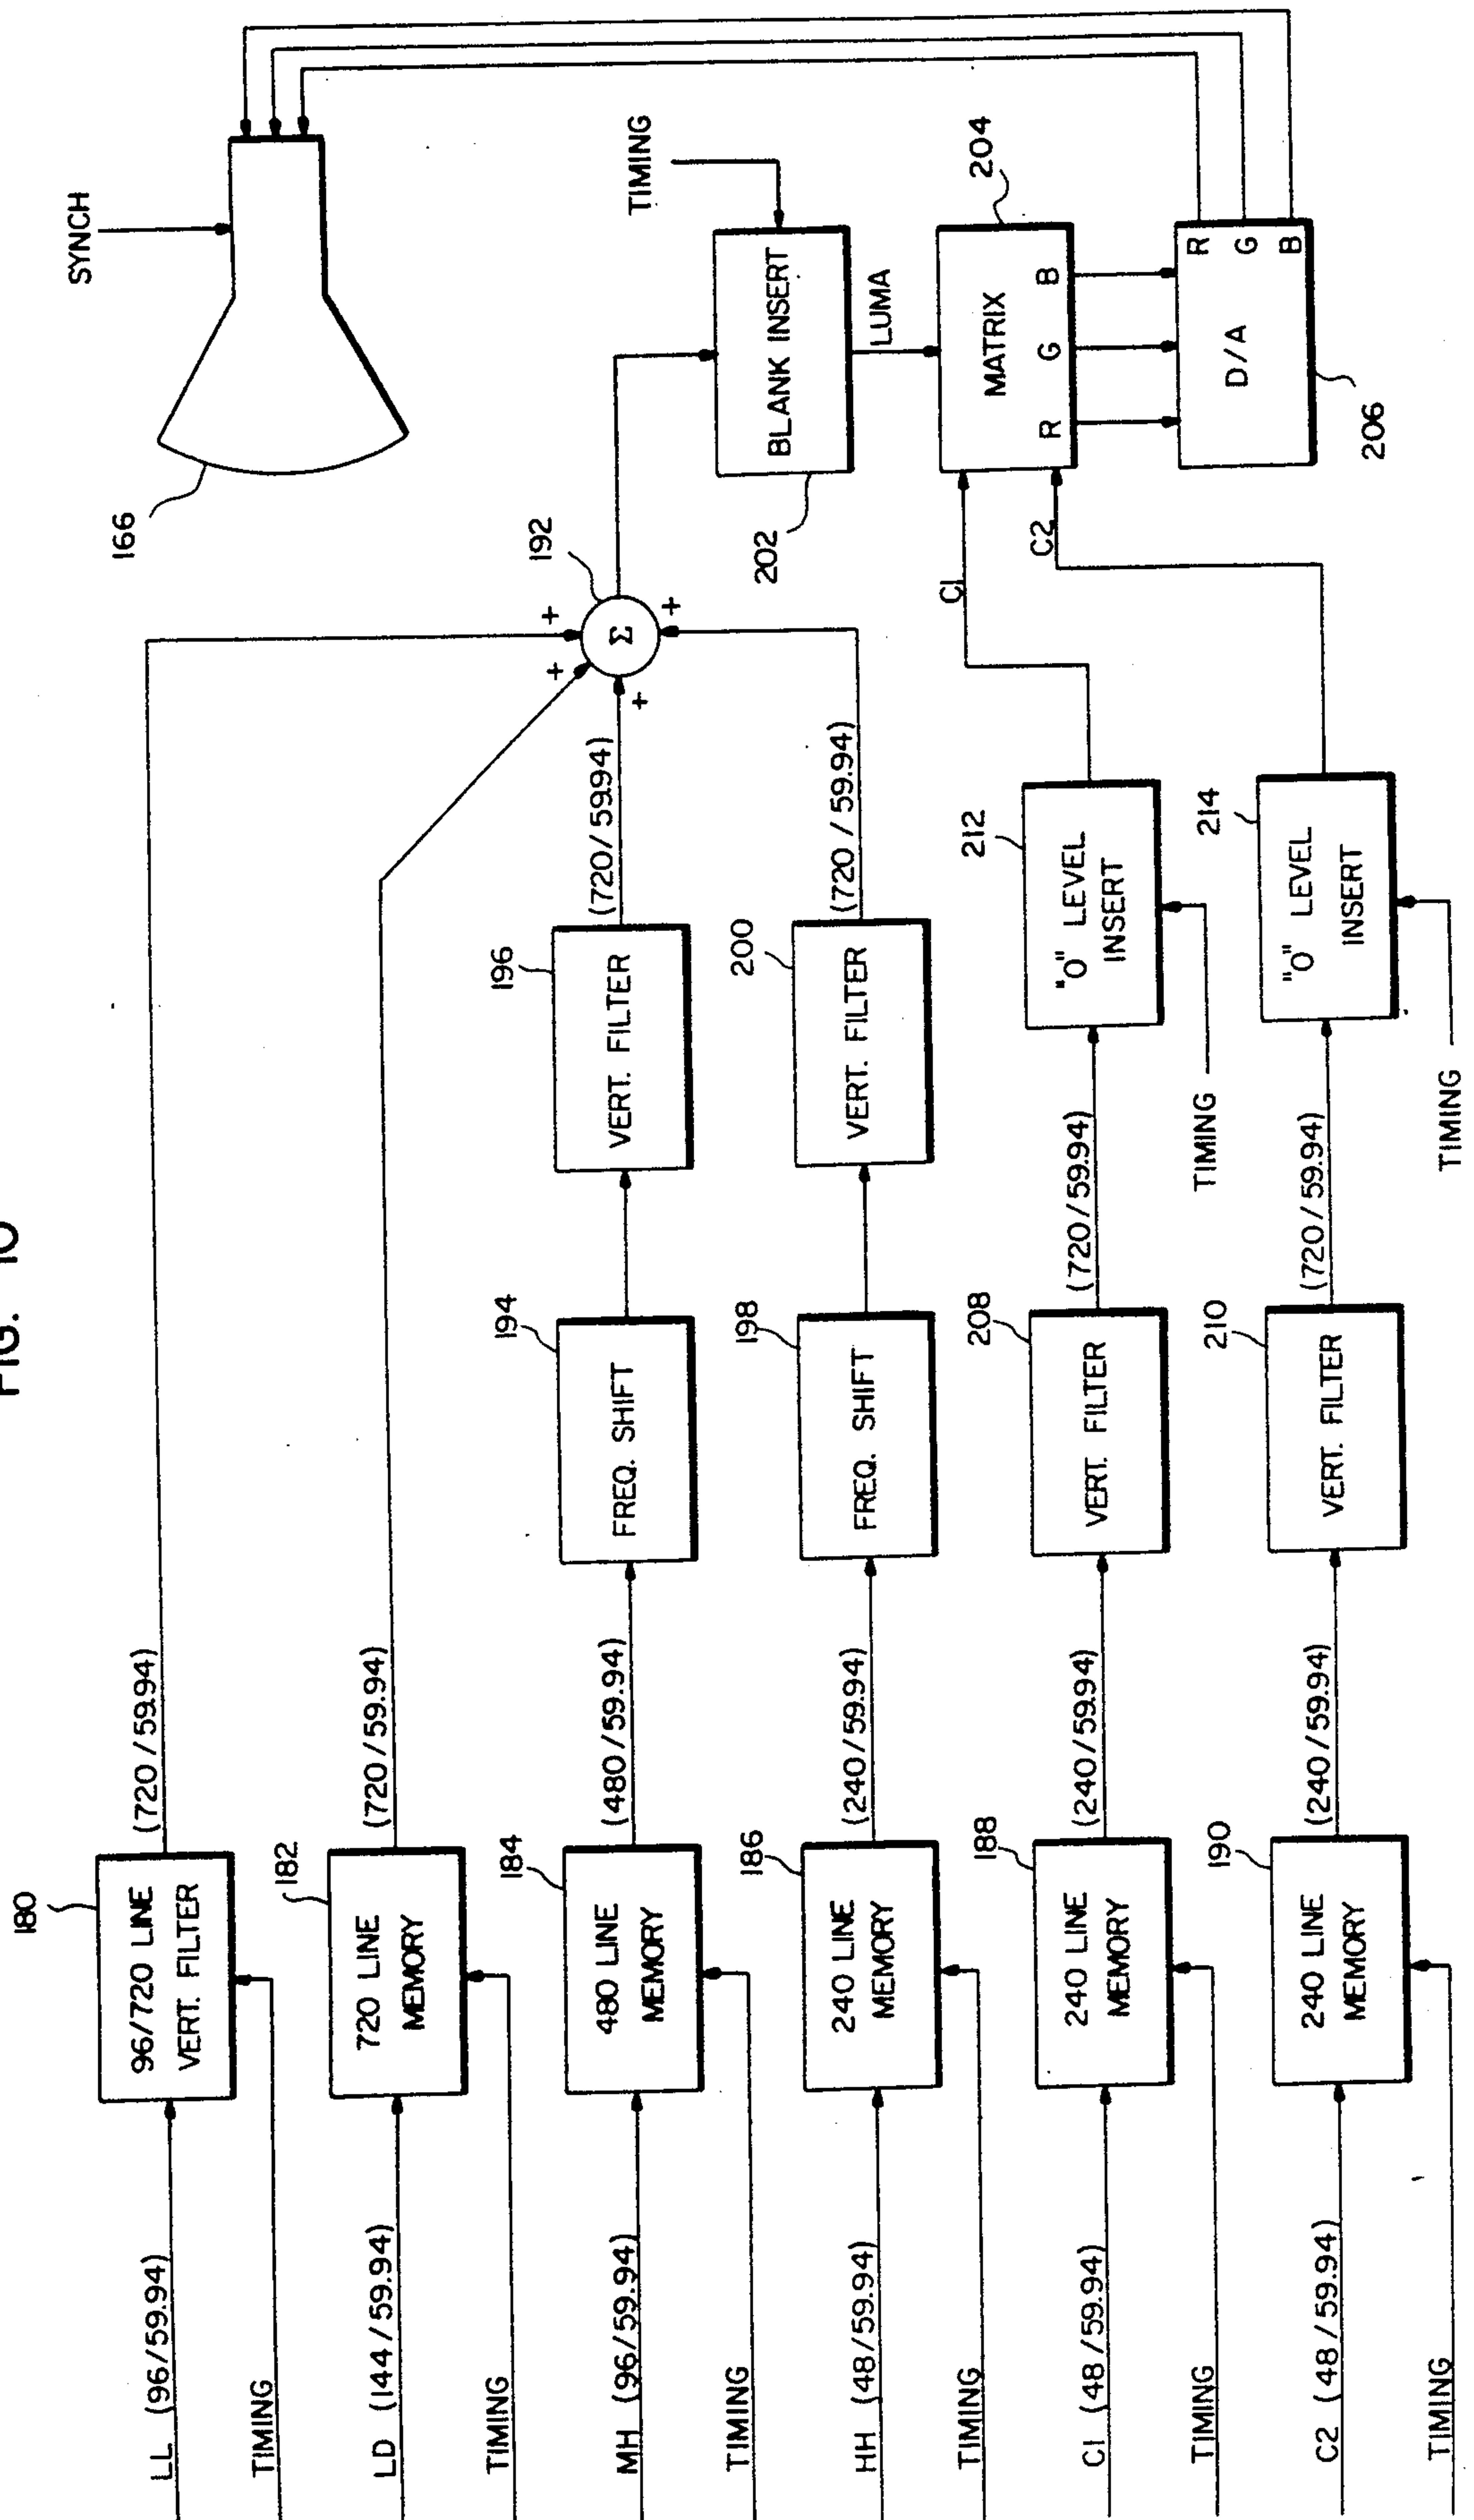 FIG. 10
LL (96/59.94)
TIMING
180
96/720 LINE
VERT. FILTER
(720/59.94)
LD (144/59.94)
TIMING
182
720 LINE
MEMORY
(720/59.94)
MH (96/59.94)
TIMING
184
480 LINE
MEMORY
(480/59.94)
194
FREQ. SHIFT
196
VERT. FILTER
(720/59.94)
HH (48/59.94)
TIMING
186
240 LINE
MEMORY
(240/59.94)
198
FREQ. SHIFT
200
VERT. FILTER
(720/59.94)
C1 (48/59.94)
TIMING
188
240 LINE
MEMORY
(240/59.94)
208
VERT. FILTER
(720/59.94)
212
"0" LEVEL
INSERT
TIMING
C1
C2 (48/59.94)
TIMING
190
240 LINE
MEMORY
(240/59.94)
210
VERT. FILTER
(720/59.94)
214
"0" LEVEL
INSERT
TIMING
C2
192
Σ
+
+
+
+
202
BLANK INSERT
TIMING
LUMA
204
MATRIX
R G B
206
D/A
R
G
B
166
SYNCH